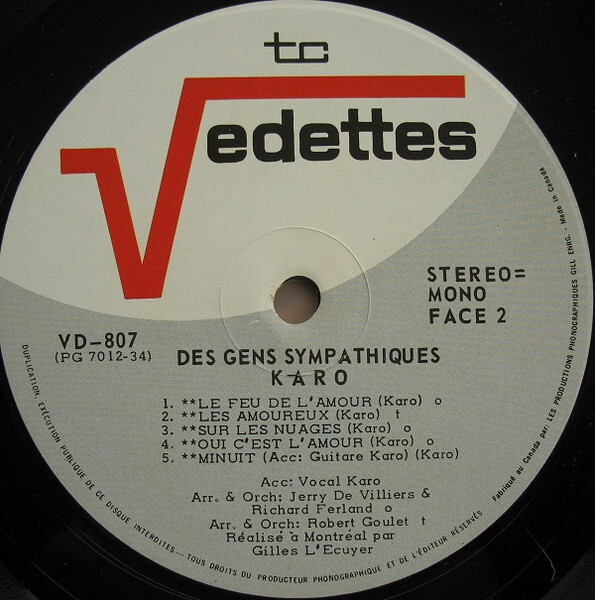 tc
Vedettes
STEREO=
MONO
FACE 2
VD-807
(PG 7012-34)
DES GENS SYMPATHIQUES
KARO
1. **LE FEU DE L'AMOUR (Karo) o
2. **LES AMOUREUX (Karo) t
3. **SUR LES NUAGES (Karo) o
4. **OUI C'EST L'AMOUR (Karo) o
5. **MINUIT (Acc: Guitare Karo) (Karo)
Acc: Vocal Karo
Arr. & Orch: Jerry De Villiers &
Richard Ferland o
Arr. & Orch: Robert Goulet t
Réalisé à Montréal par
Gilles L'Ecuyer
DUPLICATION, EXÉCUTION PUBLIQUE DE CE DISQUE INTERDITES... TOUS DROITS DU PRODUCTEUR PHONOGRAPHIQUE ET DE L'ÉDITEUR RÉSERVÉS
Fabriqué au Canada par: LES PRODUCTIONS PHONOGRAPHIQUES GILL ENRG. - Made in Canada